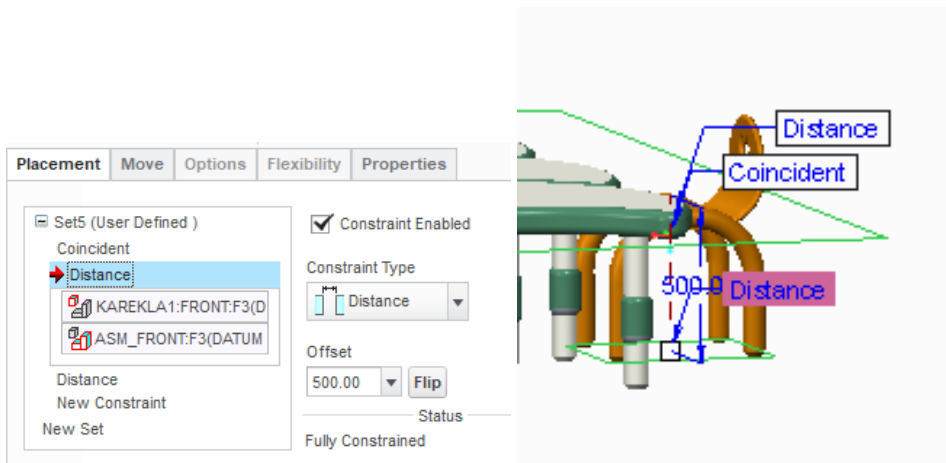 Placement Move Options Flexibility Properties
Set5 (User Defined )
Coincident
Distance
KAREKLA1:FRONT:F3(D
ASM_FRONT:F3(DATUM
Distance
New Constraint
New Set
Constraint Enabled
Constraint Type
Distance
Offset
500.00 Flip
Status
Fully Constrained
Distance
Coincident
500.0
Distance